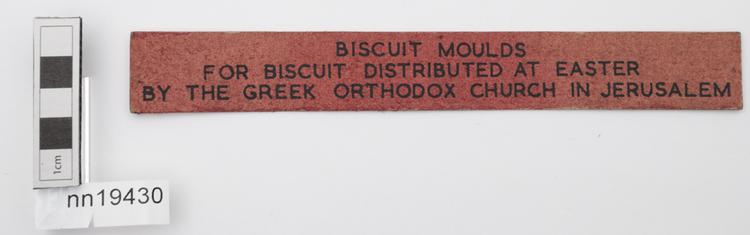 BISCUIT MOULDS
FOR BISCUIT DISTRIBUTED AT EASTER
BY THE GREEK ORTHODOX CHURCH IN JERUSALEM
1cm
nn19430